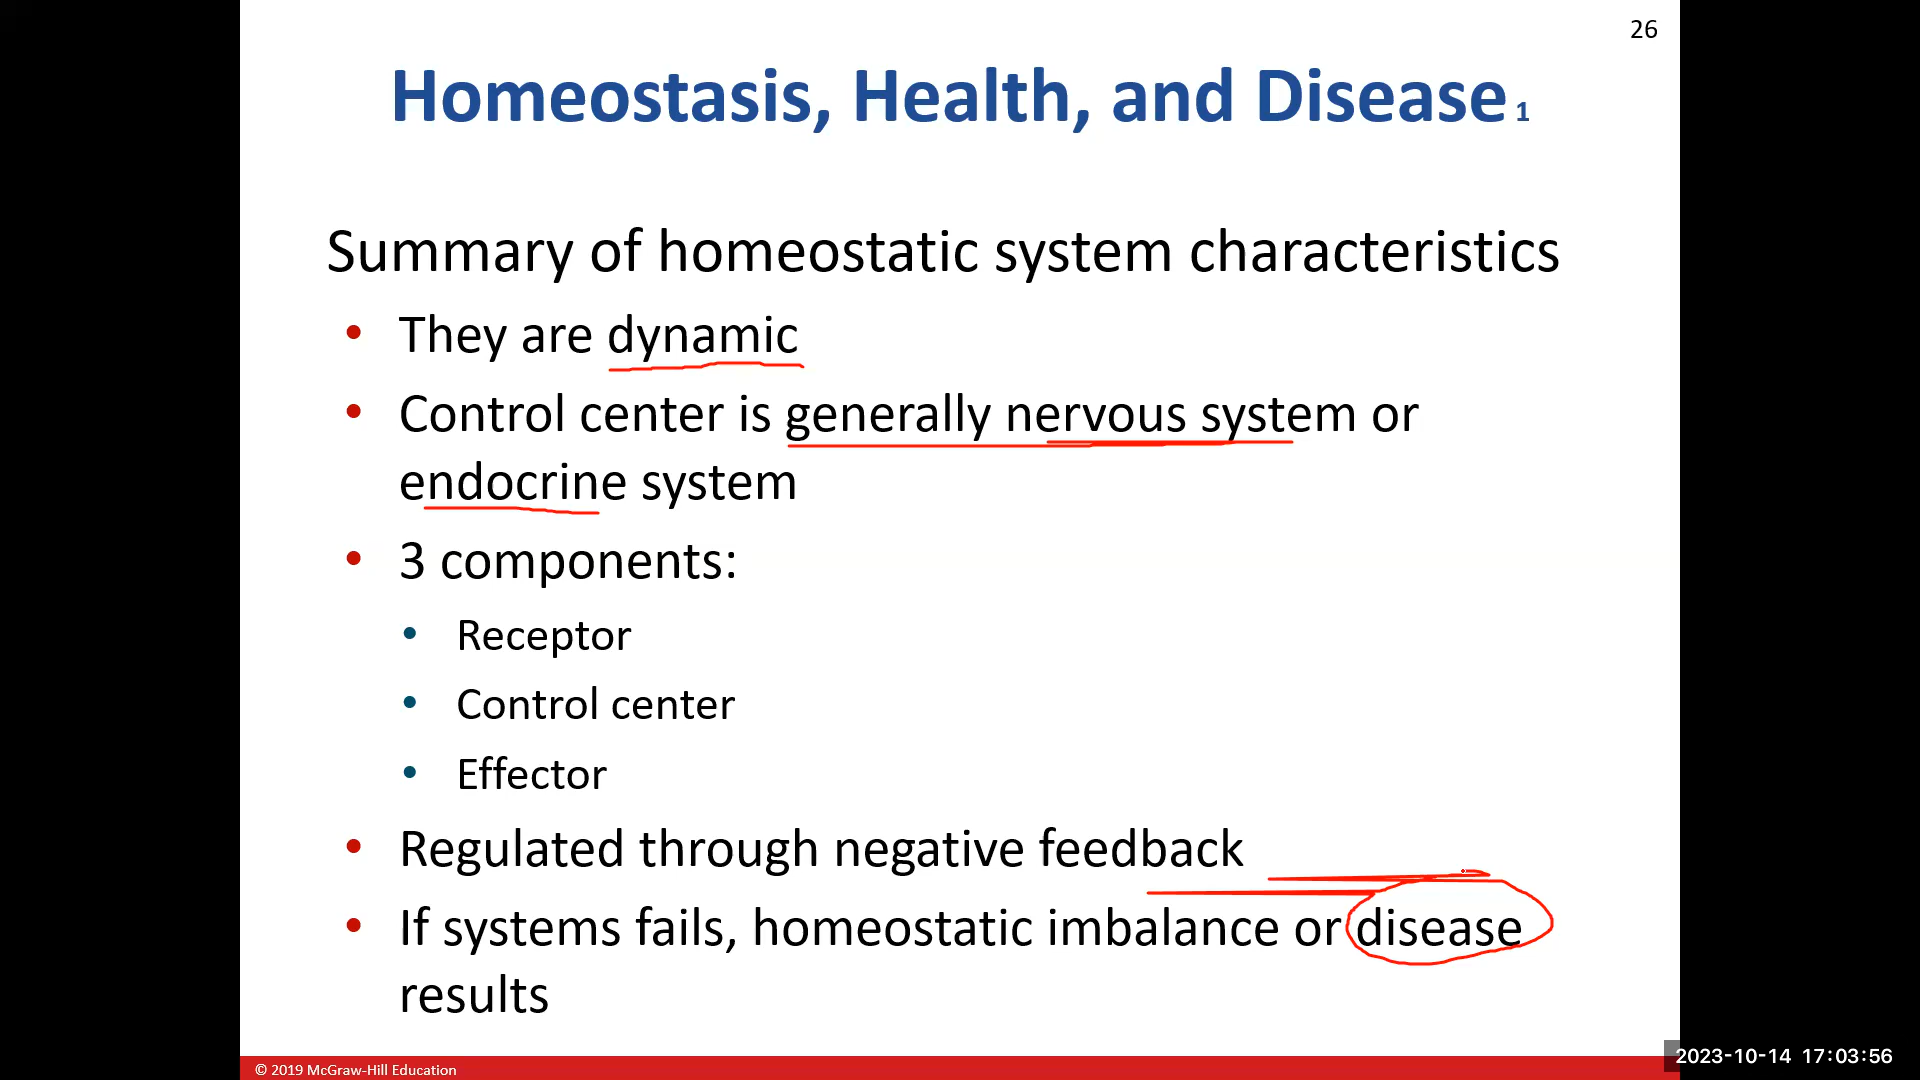 26
Homeostasis, Health, and Disease 1
Summary of homeostatic system characteristics
• They are dynamic
• Control center is generally nervous system or
endocrine system
• 3 components:
• Receptor
• Control center
• Effector
• Regulated through negative feedback
• If systems fails, homeostatic imbalance or disease
results
© 2019 McGraw-Hill Education
2023-10-14 17:03:56